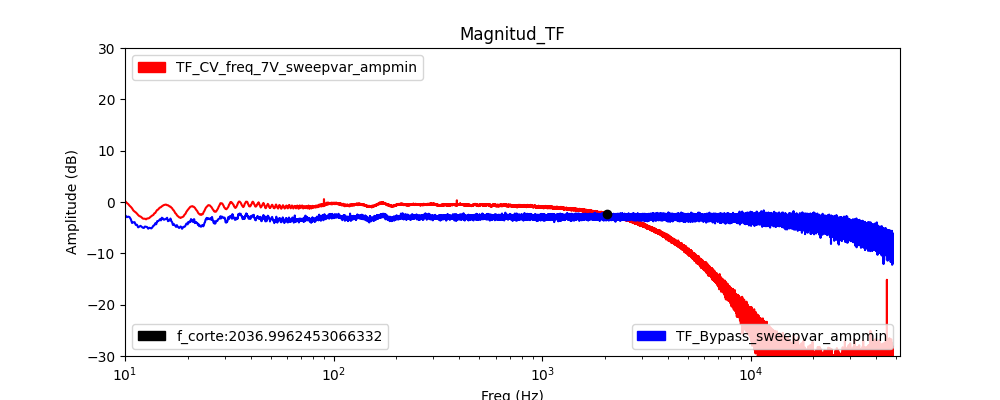 Magnitud_TF
30
TF_CV_freq_7V_sweepvar_ampmin
20
10
0
−10
−20
−30
Amplitude (dB)
f_corte:2036.9962453066332
TF_Bypass_sweepvar_ampmin
10¹
10²
10³
10⁴
Freq (Hz)